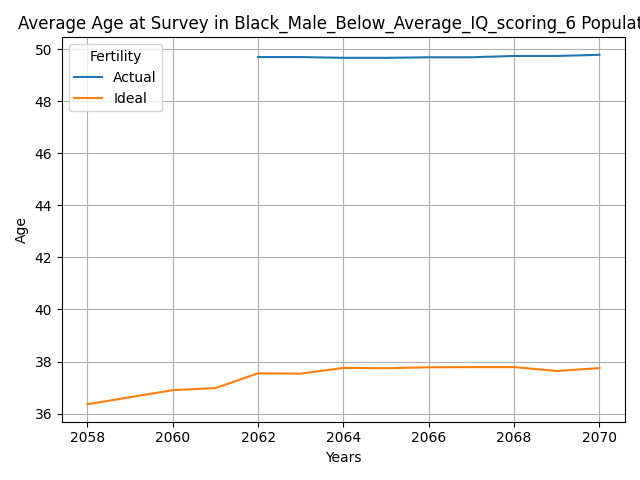 Average Age at Survey in Black_Male_Below_Average_IQ_scoring_6 Populat
50
48
46
44
42
40
38
36
Age
Fertility
Actual
Ideal
2058 2060 2062 2064 2066 2068 2070
Years